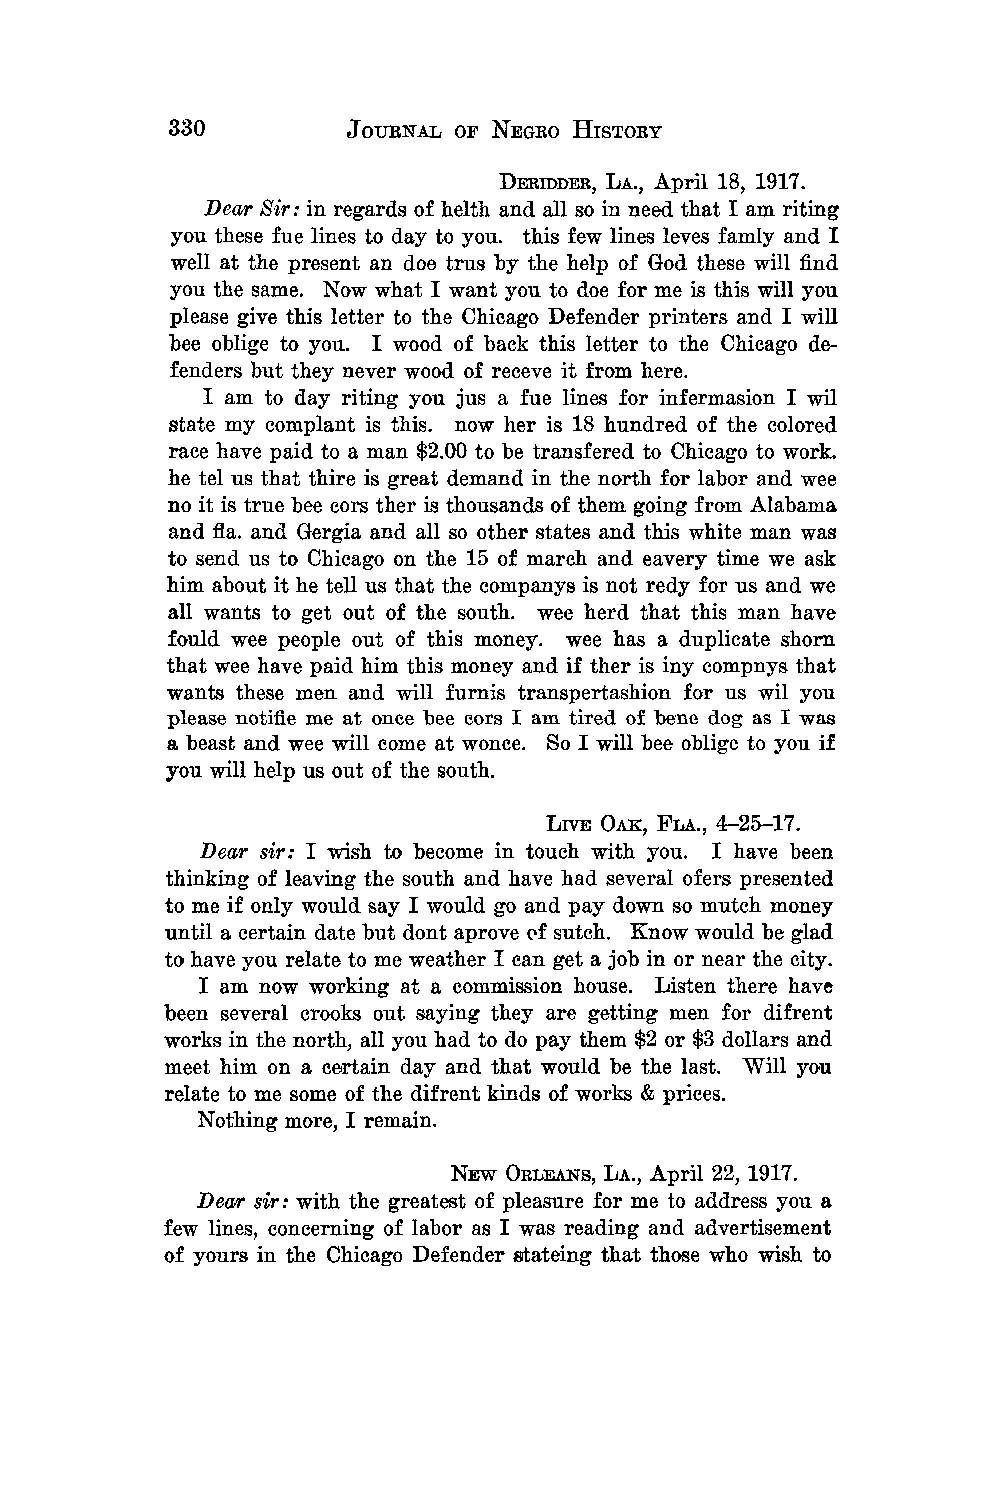 330 JOURNAL OF NEGRO HISTORY
DERIDDER, LA., April 18, 1917.
Dear Sir: in regards of helth and all so in need that I am riting
you these fue lines to day to you. this few lines leves famly and I
well at the present an doe trus by the help of God these will find
you the same. Now what I want you to doe for me is this will you
please give this letter to the Chicago Defender printers and I will
bee oblige to you. I wood of back this letter to the Chicago de-
fenders but they never wood of receve it from here.
I am to day riting you jus a fue lines for infermasion I wil
state my complant is this. now her is 18 hundred of the colored
race have paid to a man $2.00 to be transfered to Chicago to work.
he tel us that thire is great demand in the north for labor and wee
no it is true bee cors ther is thousands of them going from Alabama
and fla. and Gergia and all so other states and this white man was
to send us to Chicago on the 15 of march and eavery time we ask
him about it he tell us that the companys is not redy for us and we
all wants to get out of the south. wee herd that this man have
fould wee people out of this money. wee has a duplicate shorn
that wee have paid him this money and if ther is iny compnys that
wants these men and will furnis transpertashion for us wil you
please notifie me at once bee cors I am tired of bene dog as I was
a beast and wee will come at wonce. So I will bee oblige to you if
you will help us out of the south.
LIVE OAK, FLA., 4–25–17.
Dear sir: I wish to become in touch with you. I have been
thinking of leaving the south and have had several ofers presented
to me if only would say I would go and pay down so mutch money
until a certain date but dont aprove of sutch. Know would be glad
to have you relate to me weather I can get a job in or near the city.
I am now working at a commission house. Listen there have
been several crooks out saying they are getting men for difrent
works in the north, all you had to do pay them $2 or $3 dollars and
meet him on a certain day and that would be the last. Will you
relate to me some of the difrent kinds of works & prices.
Nothing more, I remain.
NEW ORLEANS, LA., April 22, 1917.
Dear sir: with the greatest of pleasure for me to address you a
few lines, concerning of labor as I was reading and advertisement
of yours in the Chicago Defender stateing that those who wish to